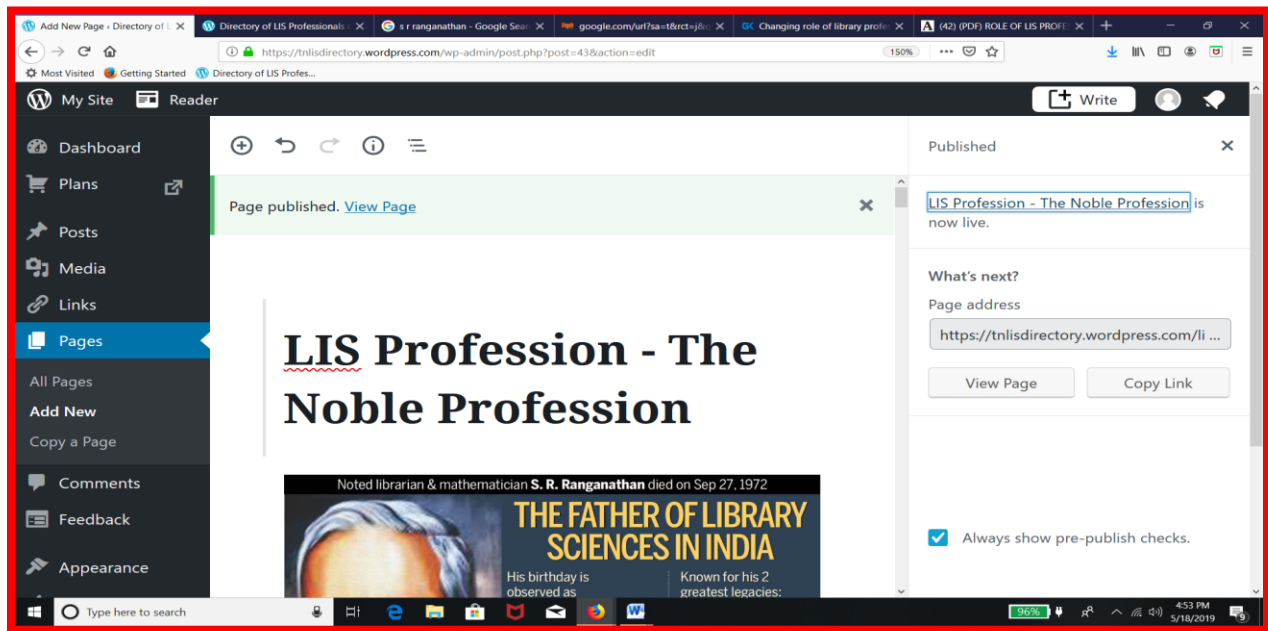 Add New Page ‹ Directory of L
Directory of LIS Professionals
s r ranganathan - Google Sear
google.com/url?sa=t&rct=j&
Changing role of library profe
(42) (PDF) ROLE OF LIS PROFE
https://tnlisdirectory.wordpress.com/wp-admin/post.php?post=43&action=edit
150%
Most Visited Getting Started Directory of LIS Profes...
My Site Reader Write
Dashboard
Plans
Posts
Media
Links
Pages
All Pages
Add New
Copy a Page
Comments
Feedback
Appearance
Page published. View Page
LIS Profession - The
Noble Profession
Noted librarian & mathematician S. R. Ranganathan died on Sep 27, 1972
THE FATHER OF LIBRARY
SCIENCES IN INDIA
His birthday is
observed as
Known for his 2
greatest legacies:
Published
LIS Profession - The Noble Profession is
now live.
What's next?
Page address
https://tnlisdirectory.wordpress.com/li ...
View Page Copy Link
Always show pre-publish checks.
Type here to search
96%
4:53 PM
5/18/2019